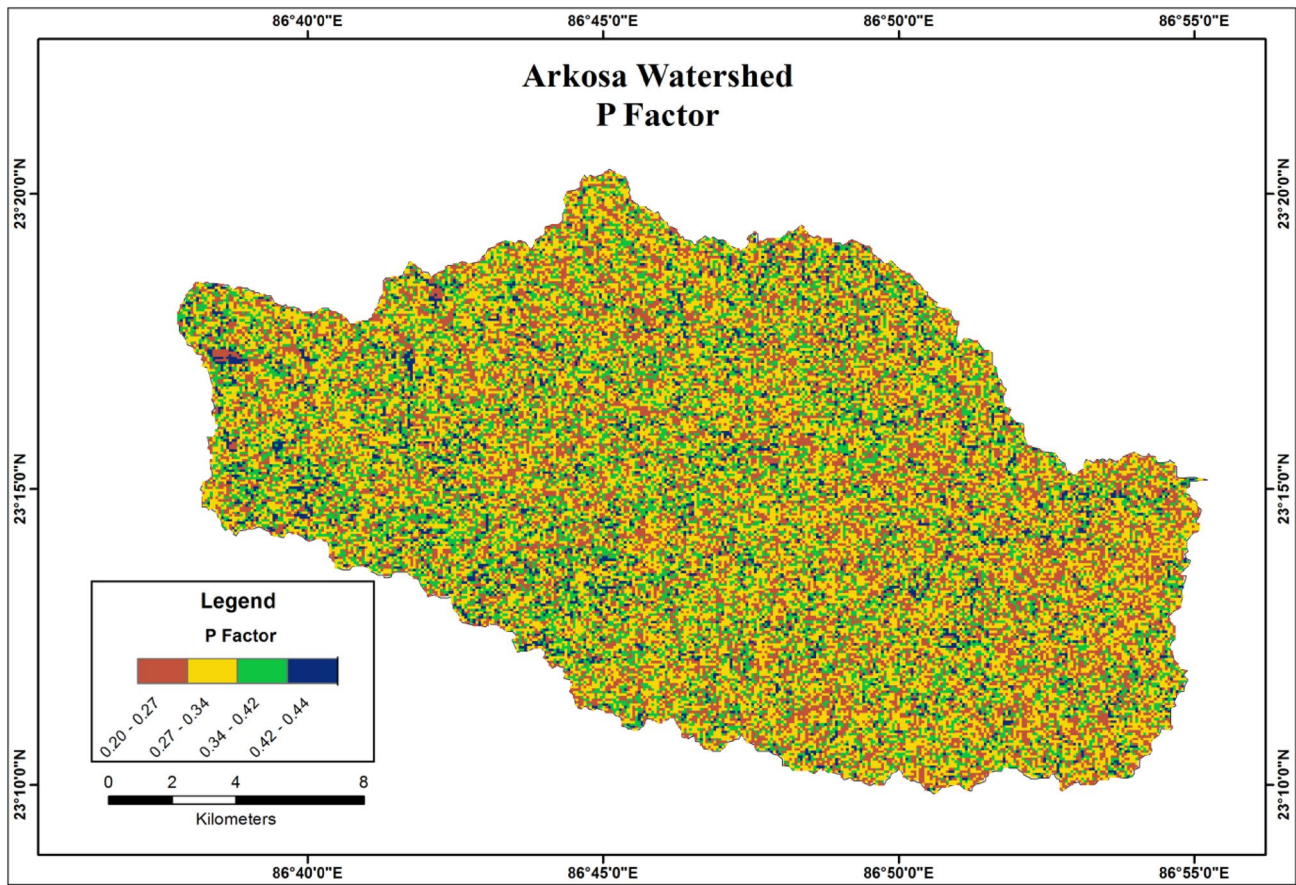 86°40'0"E 86°45'0"E 86°50'0"E 86°55'0"E
Arkosa Watershed
P Factor
23°20'0"N 23°20'0"N
23°15'0"N 23°15'0"N
Legend
P Factor
0.20 - 0.27 0.27 - 0.34 0.34 - 0.42 0.42 - 0.44
23°10'0"N 23°10'0"N
0 2 4 8
Kilometers
86°40'0"E 86°45'0"E 86°50'0"E 86°55'0"E